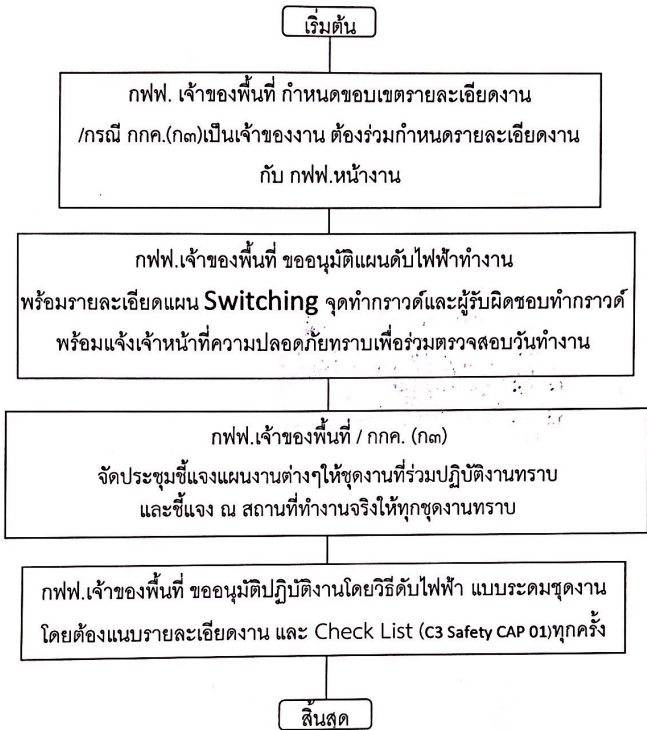 เริ่มต้น
กฟฟ. เจ้าของพื้นที่ กำหนดขอบเขตรายละเอียดงาน
/กรณี กกค.(ก๓)เป็นเจ้าของงาน ต้องร่วมกำหนดรายละเอียดงาน
กับ กฟฟ.หน้างาน
กฟฟ.เจ้าของพื้นที่ ขออนุมัติแผนดับไฟฟ้าทำงาน
พร้อมรายละเอียดแผน Switching จุดทำกราวด์และผู้รับผิดชอบทำกราวด์
พร้อมแจ้งเจ้าหน้าที่ความปลอดภัยทราบเพื่อร่วมตรวจสอบวันทำงาน
กฟฟ.เจ้าของพื้นที่ / กกค. (ก๓)
จัดประชุมชี้แจงแผนงานต่างๆให้ชุดงานที่ร่วมปฏิบัติงานทราบ
และชี้แจง ณ สถานที่ทำงานจริงให้ทุกชุดงานทราบ
กฟฟ.เจ้าของพื้นที่ ขออนุมัติปฏิบัติงานโดยวิธีดับไฟฟ้า แบบระดมชุดงาน
โดยต้องแนบรายละเอียดงาน และ Check List (C3 Safety CAP 01)ทุกครั้ง
สิ้นสุด